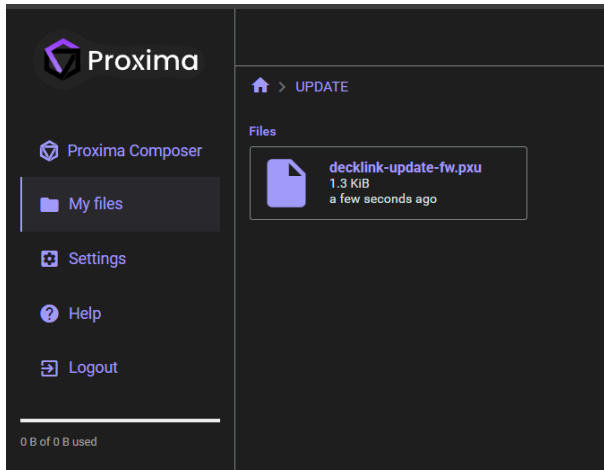 Proxima
UPDATE
Files
decklink-update-fw.pxu
1.3 KiB
a few seconds ago
Proxima Composer
My files
Settings
Help
Logout
0 B of 0 B used